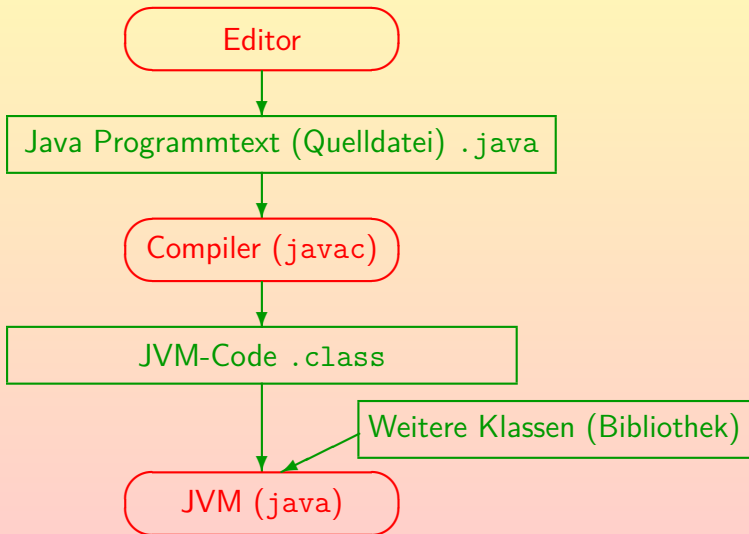 Editor
Java Programmtext (Quelldatei) .java
Compiler (javac)
JVM-Code .class
Weitere Klassen (Bibliothek)
JVM (java)